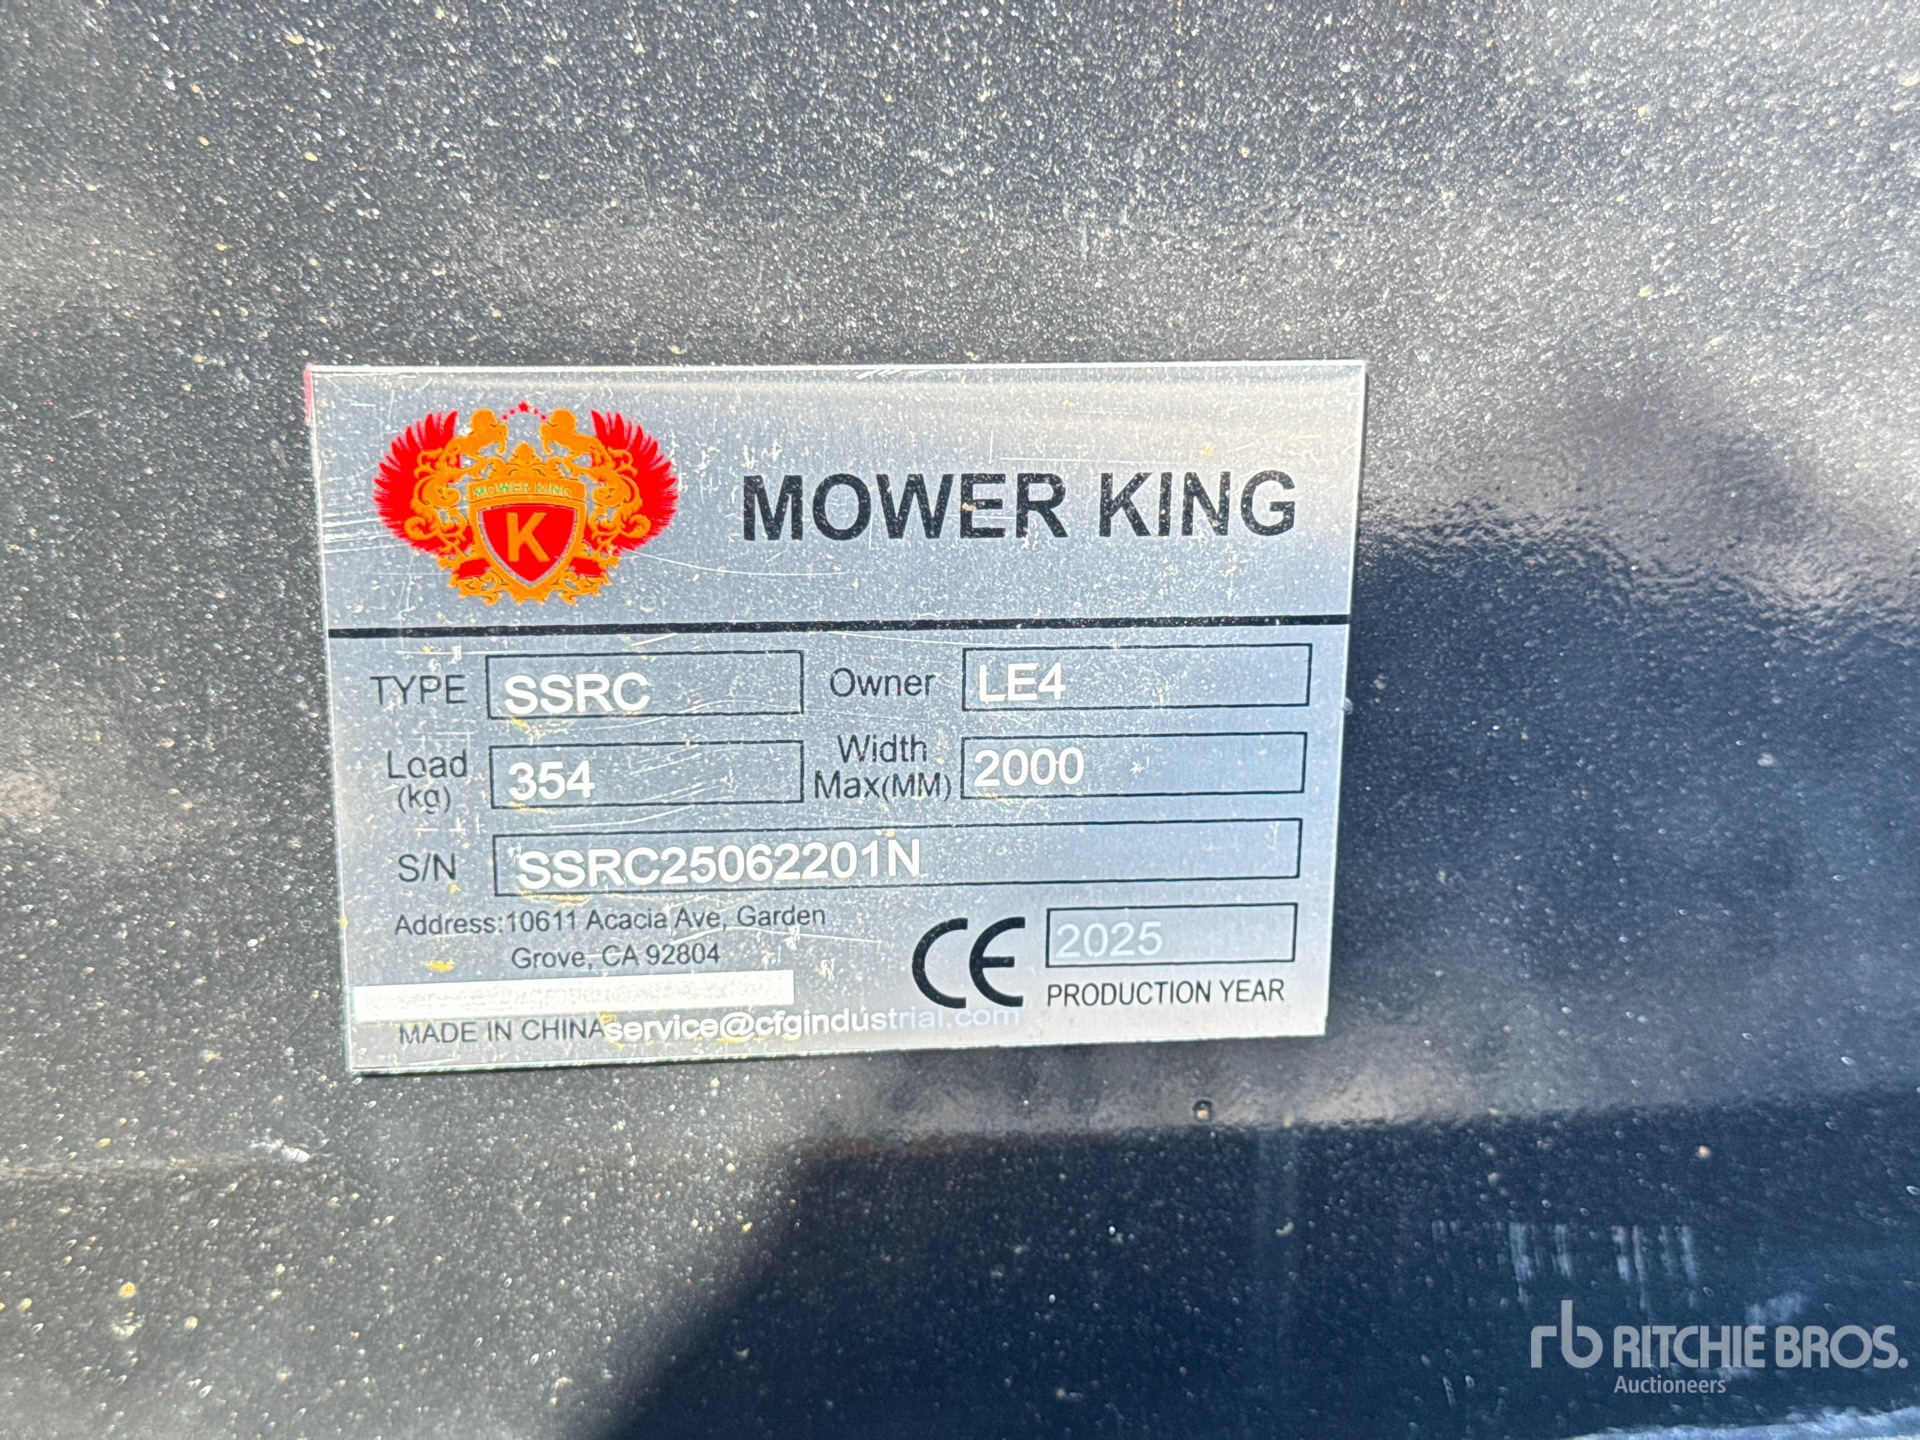 MOWER KING
K
MOWER KING
TYPE SSRC Owner LE4
Load (kg) 354 Width Max(MM) 2000
S/N SSRC25062201N
Address:10611 Acacia Ave, Garden
Grove, CA 92804
CE 2025
PRODUCTION YEAR
MADE IN CHINA service@cfgindustrial.com
rb RITCHIE BROS.
Auctioneers